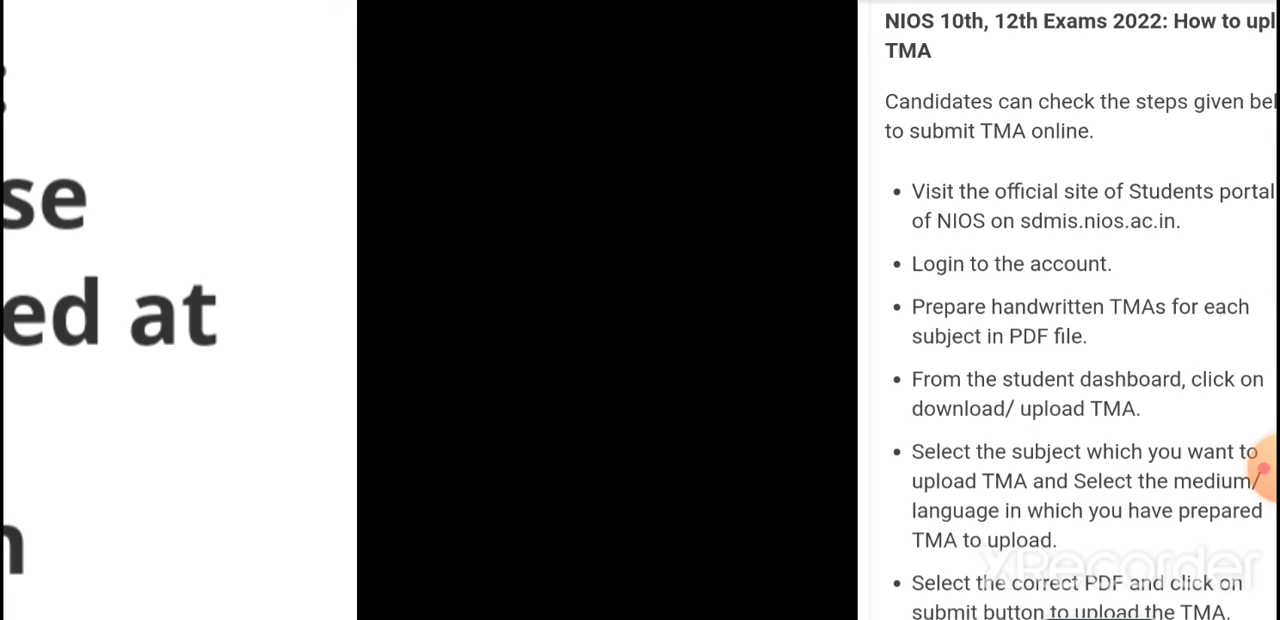 se
ed at
NIOS 10th, 12th Exams 2022: How to upl
TMA
Candidates can check the steps given bel
to submit TMA online.
• Visit the official site of Students portal
of NIOS on sdmis.nios.ac.in.
• Login to the account.
• Prepare handwritten TMAs for each
subject in PDF file.
• From the student dashboard, click on
download/ upload TMA.
• Select the subject which you want to
upload TMA and Select the medium/
language in which you have prepared
TMA to upload.
• Select the correct PDF and click on
submit button to upload the TMA.
XRecorder